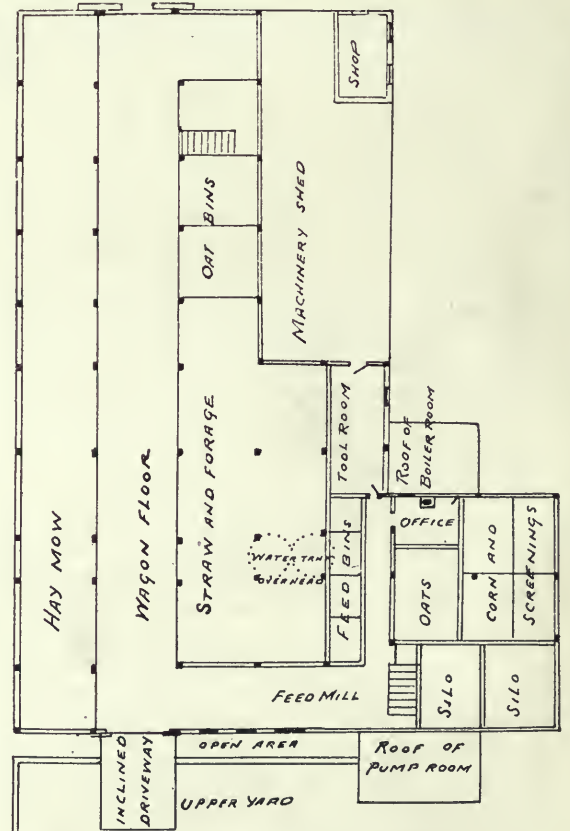 SHOP
OAT BINS
MACHINERY SHED
HAY MOW
WAGON FLOOR
STRAW AND FORAGE
TOOL ROOM
ROOF OF
BOILER ROOM
WATER TANK
OVERHEAD
FEED BINS
OFFICE
OATS
CORN AND
SCREENINGS
FEED MILL
SILO
SILO
INCLINED
DRIVEWAY
OPEN AREA
ROOF OF
PUMP ROOM
UPPER YARD